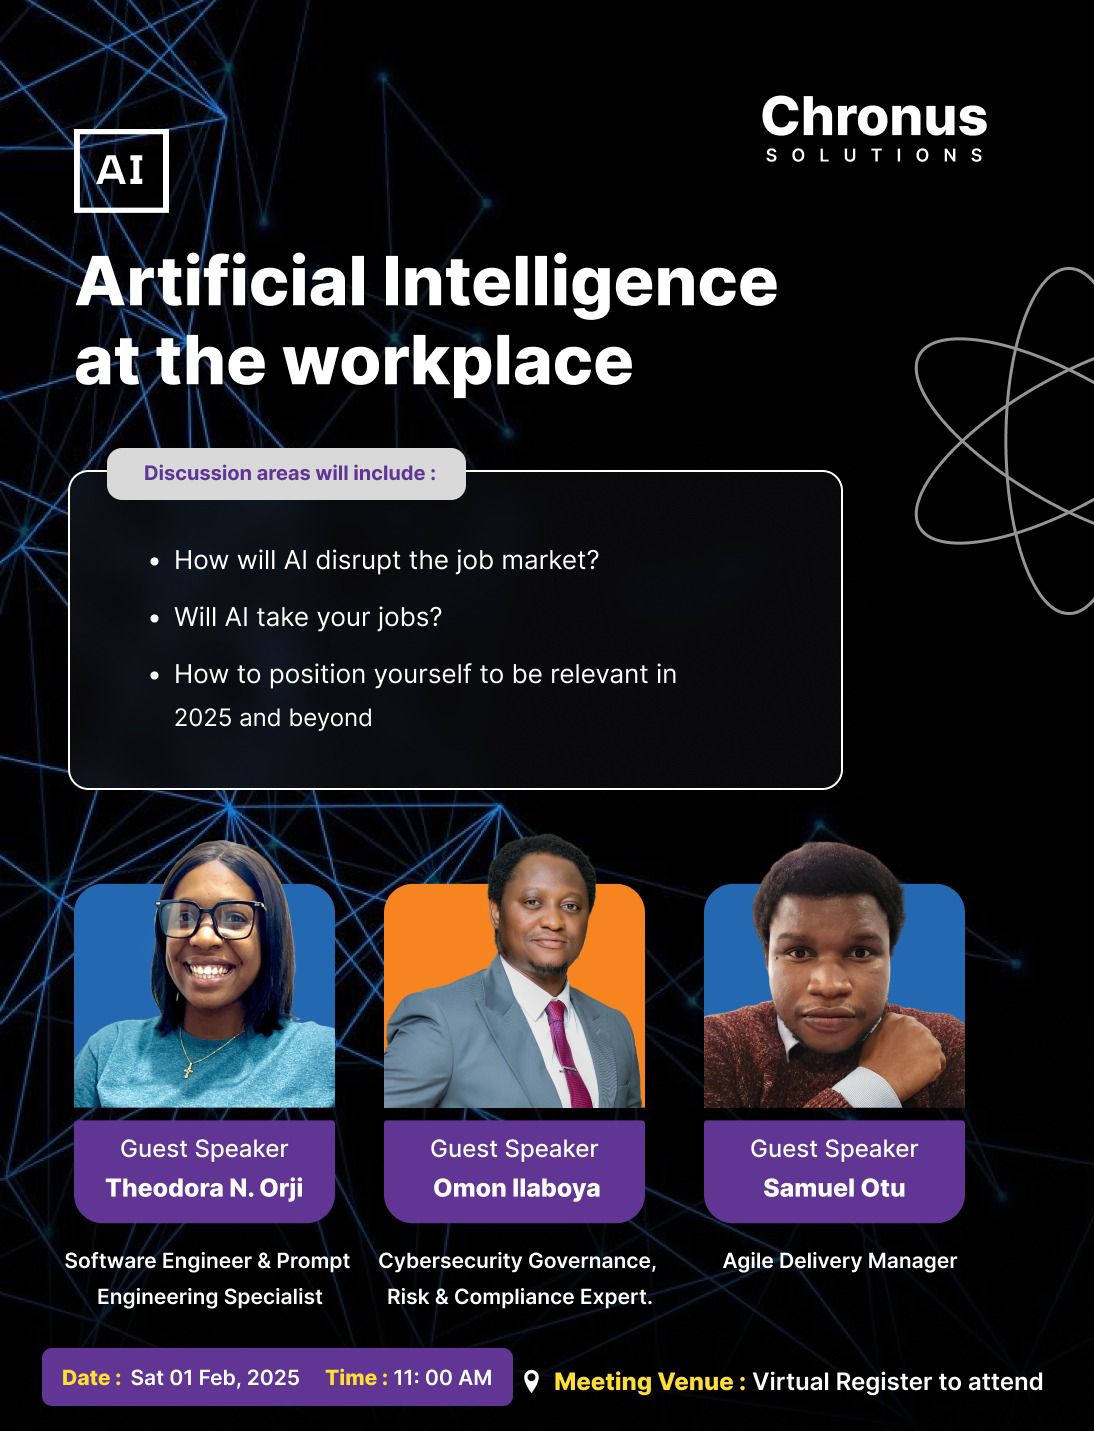 Chronus
SOLUTIONS
AI
Artificial Intelligence
at the workplace
Discussion areas will include :
• How will AI disrupt the job market?
• Will AI take your jobs?
• How to position yourself to be relevant in
2025 and beyond
Guest Speaker
Theodora N. Orji
Software Engineer & Prompt
Engineering Specialist
Guest Speaker
Omon Ilaboya
Cybersecurity Governance,
Risk & Compliance Expert.
Guest Speaker
Samuel Otu
Agile Delivery Manager
Date : Sat 01 Feb, 2025 Time : 11: 00 AM
Meeting Venue : Virtual Register to attend